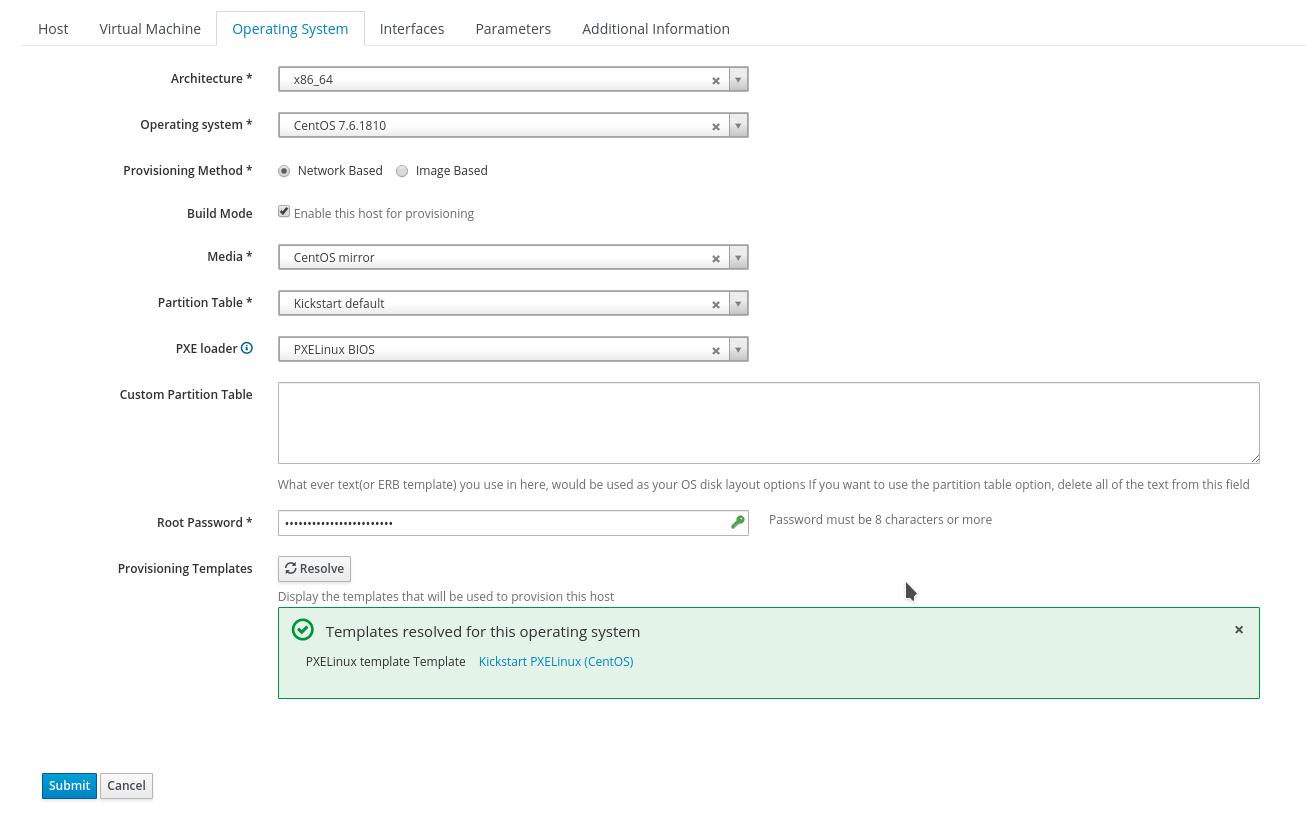 Host Virtual Machine Operating System Interfaces Parameters Additional Information
Architecture * x86_64
Operating system * CentOS 7.6.1810
Provisioning Method * Network Based Image Based
Build Mode Enable this host for provisioning
Media * CentOS mirror
Partition Table * Kickstart default
PXE loader PXELinux BIOS
Custom Partition Table
What ever text(or ERB template) you use in here, would be used as your OS disk layout options If you want to use the partition table option, delete all of the text from this field
Root Password * •••••••••••••••••••••••• Password must be 8 characters or more
Provisioning Templates Resolve
Display the templates that will be used to provision this host
Templates resolved for this operating system
PXELinux template Template Kickstart PXELinux (CentOS)
Submit Cancel